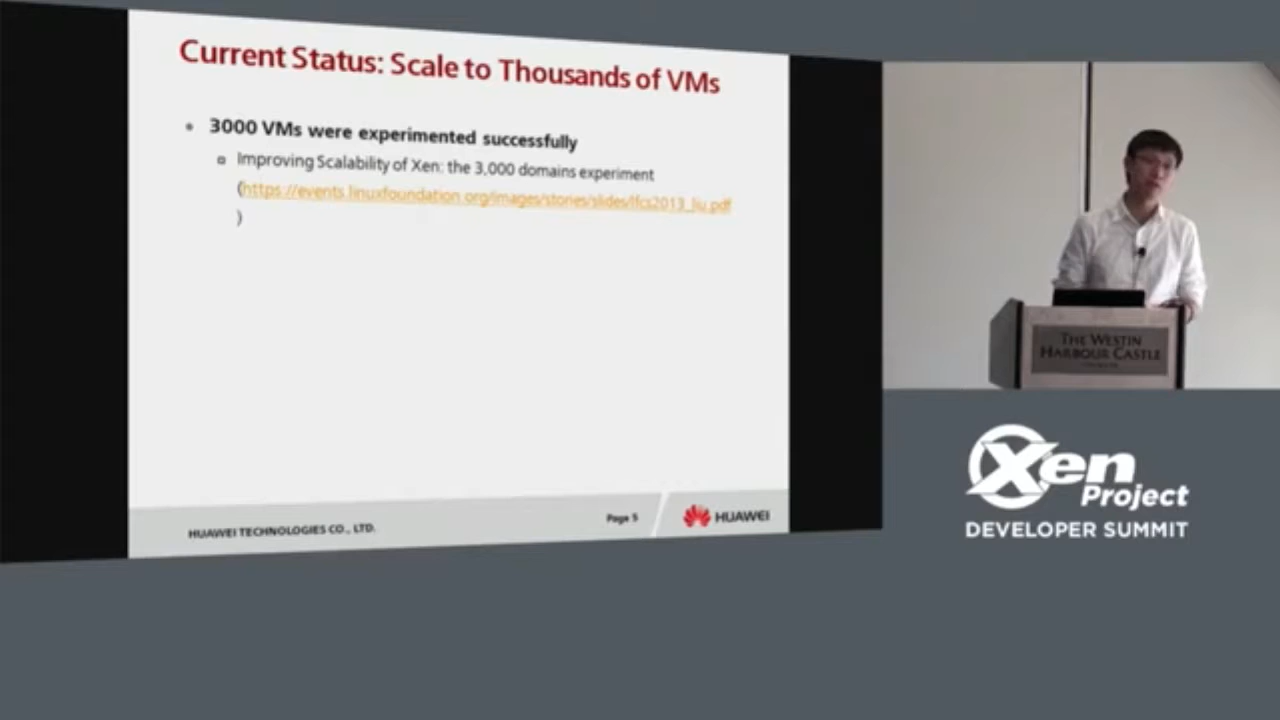 Current Status: Scale to Thousands of VMs
3000 VMs were experimented successfully
Improving Scalability of Xen: the 3,000 domains experiment
(https://events.linuxfoundation.org/images/stories/slides/lfcs2013_liu.pdf
)
HUAWEI TECHNOLOGIES CO., LTD.
Page 5
HUAWEI
THE WESTIN
HARBOUR CASTLE
Xen
Project
DEVELOPER SUMMIT